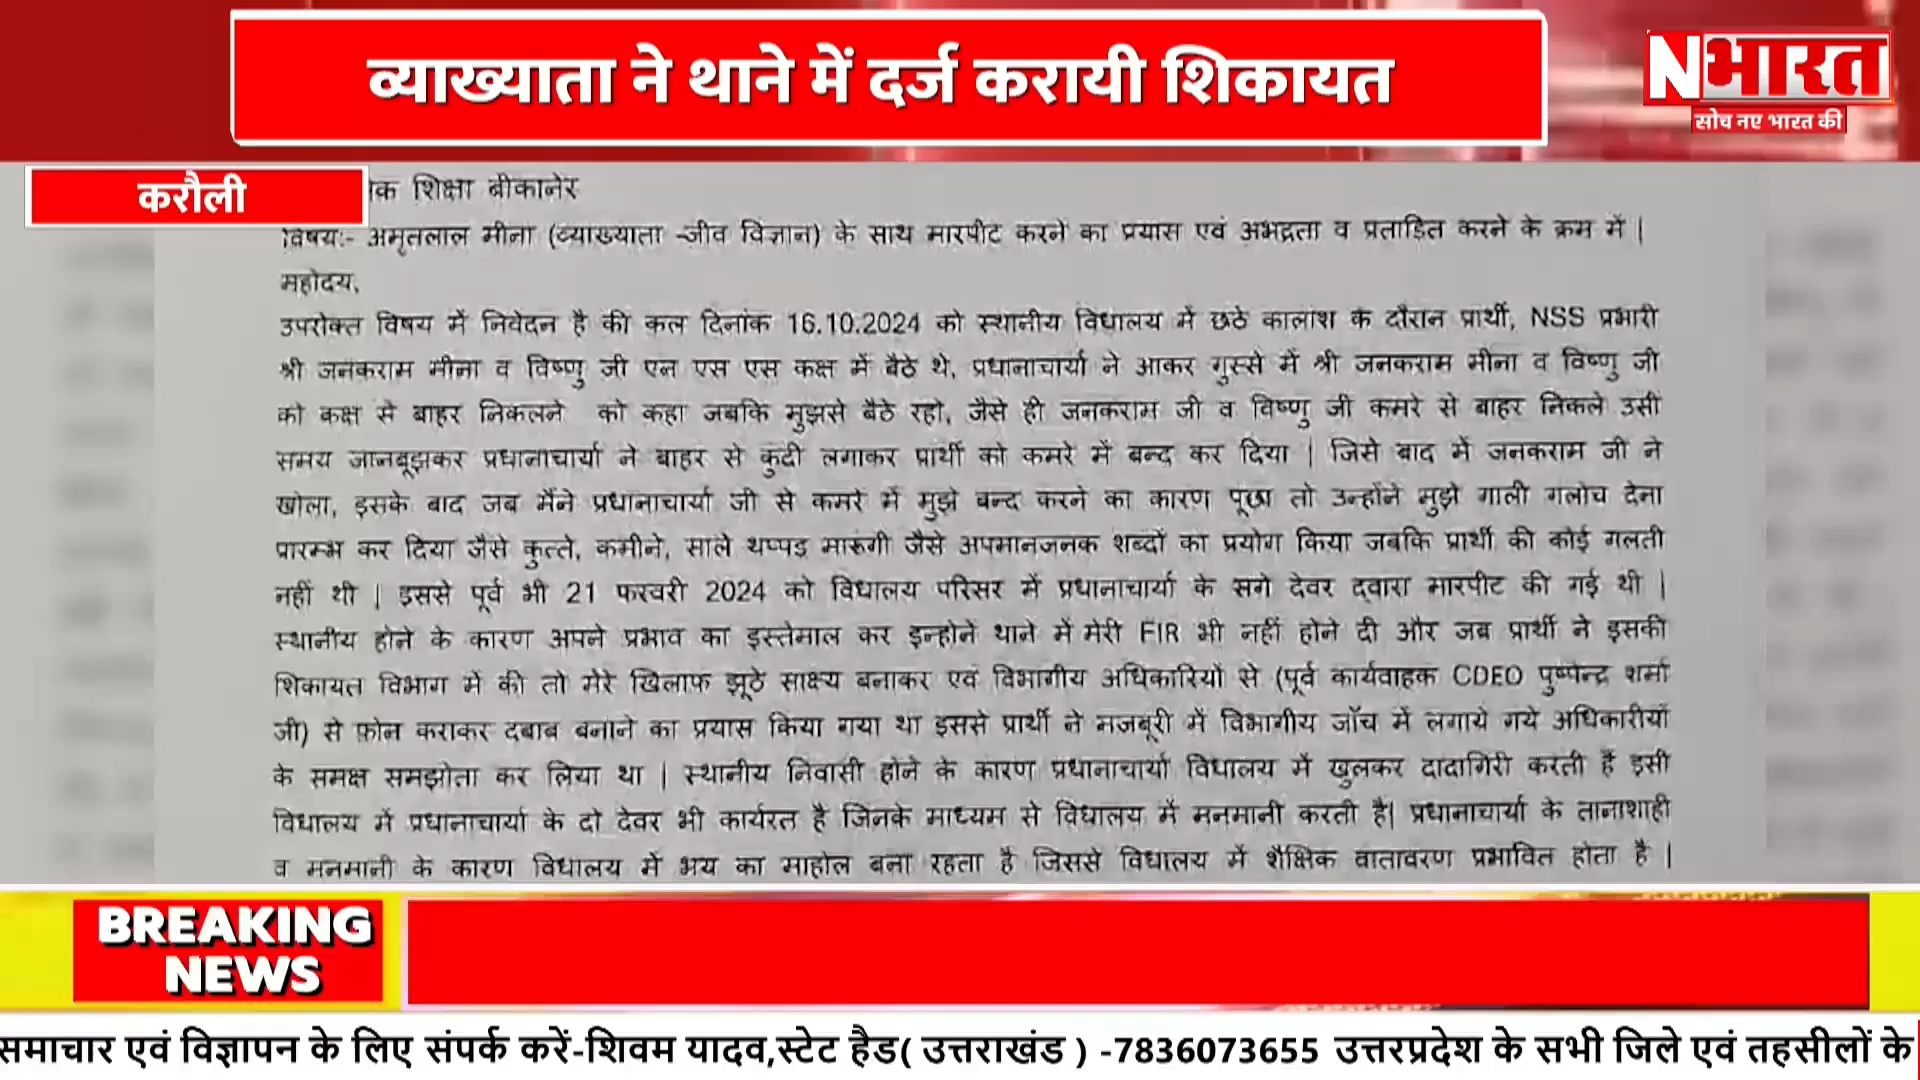 व्याख्याता ने थाने में दर्ज करायी शिकायत
Nभारत
सोच नए भारत की
करौली
शिक्षा बीकानेर
विषयः- अमृतलाल मीना (व्याख्याता -जीव विज्ञान) के साथ मारपीट करने का प्रयास एवं अभद्रता व प्रताडित करने के क्रम में |
महोदय,
उपरोक्त विषय में निवेदन है की कल दिनांक 16.10.2024 को स्थानीय विधालय में छठे कालांश के दौरान प्रार्थी, NSS प्रभारी
श्री जनकराम मीना व विष्णु जी एन एस एस कक्ष में बैठे थे, प्रधानाचार्या ने आकर गुस्से में श्री जनकराम मीना व विष्णु जी
को कक्ष से बाहर निकलने को कहा जबकि मुझसे बैठे रहो, जैसे ही जनकराम जी व विष्णु जी कमरे से बाहर निकले उसी
समय जानबूझकर प्रधानाचार्या ने बाहर से कुंदी लगाकर प्रार्थी को कमरे में बन्द कर दिया | जिसे बाद में जनकराम जी ने
खोला, इसके बाद जब मैंने प्रधानाचार्या जी से कमरे में मुझे बन्द करने का कारण पूछा तो उन्होंने मुझे गाली गलोच देना
प्रारम्भ कर दिया जैसे कुत्ते, कमीने, साले थप्पड मारूंगी जैसे अपमानजनक शब्दों का प्रयोग किया जबकि प्रार्थी की कोई गलती
नहीं थी | इससे पूर्व भी 21 फरवरी 2024 को विधालय परिसर में प्रधानाचार्या के सगे देवर द्वारा मारपीट की गई थी |
स्थानीय होने के कारण अपने प्रभाव का इस्तेमाल कर इन्होने थाने में मेरी FIR भी नहीं होने दी और जब प्रार्थी ने इसकी
शिकायत विभाग में की तो मेरे खिलाफ झूठे साक्ष्य बनाकर एवं विभागीय अधिकारियों से (पूर्व कार्यवाहक CDEO पुष्पेन्द्र शर्मा
जी) से फ़ोन कराकर दबाब बनाने का प्रयास किया गया था इससे प्रार्थी ने मजबूरी में विभागीय जाँच में लगाये गये अधिकारीयों
के समक्ष समझोता कर लिया था | स्थानीय निवासी होने के कारण प्रधानाचार्या विधालय में खुलकर दादागिरी करती हैं इसी
विधालय में प्रधानाचार्या के दो देवर भी कार्यरत है जिनके माध्यम से विधालय में मनमानी करती है| प्रधानाचार्या के तानाशाही
व मनमानी के कारण विधालय में भय का माहोल बना रहता है जिससे विधालय में शैक्षिक वातावरण प्रभावित होता है |
BREAKING
NEWS
समाचार एवं विज्ञापन के लिए संपर्क करें-शिवम यादव,स्टेट हैड( उत्तराखंड ) -7836073655 उत्तरप्रदेश के सभी जिले एवं तहसीलों के